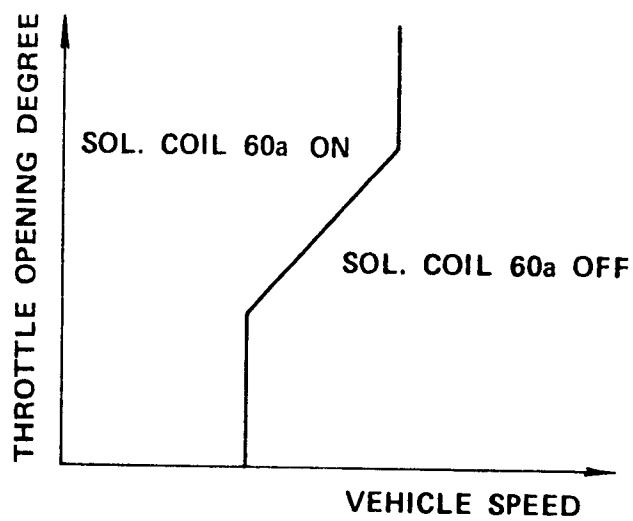 THROTTLE OPENING DEGREE
SOL. COIL 60a ON
SOL. COIL 60a OFF
VEHICLE SPEED